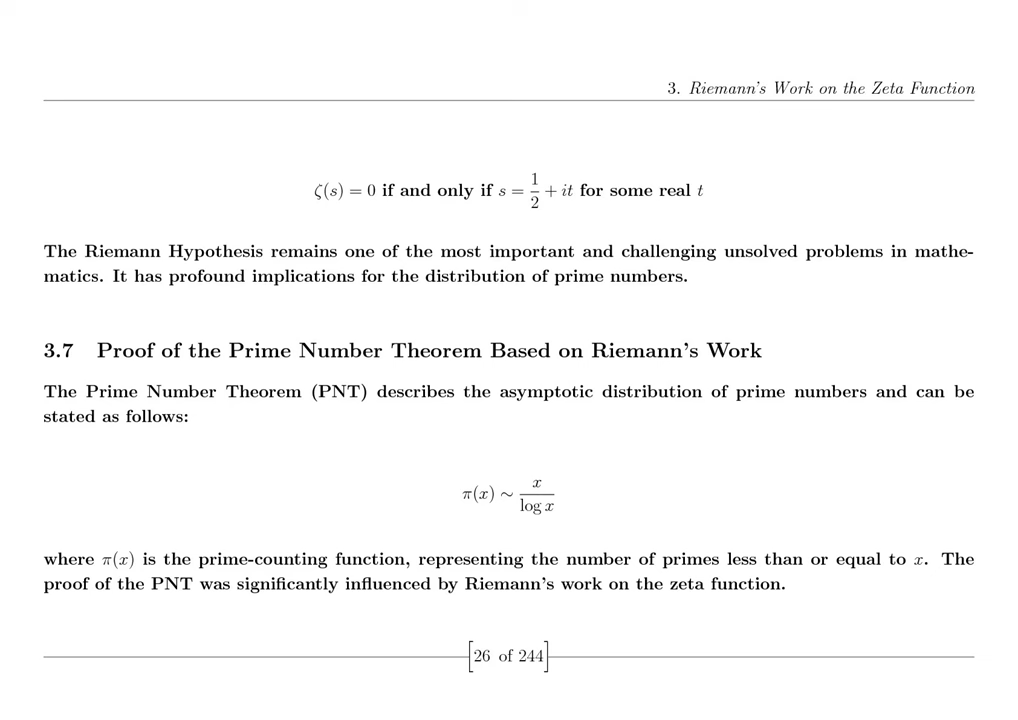 3. Riemann's Work on the Zeta Function
ζ(s) = 0 if and only if s = 1/2 + it for some real t
The Riemann Hypothesis remains one of the most important and challenging unsolved problems in mathe-
matics. It has profound implications for the distribution of prime numbers.
3.7 Proof of the Prime Number Theorem Based on Riemann's Work
The Prime Number Theorem (PNT) describes the asymptotic distribution of prime numbers and can be
stated as follows:
π(x) ∼ x/log x
where π(x) is the prime-counting function, representing the number of primes less than or equal to x. The
proof of the PNT was significantly influenced by Riemann's work on the zeta function.
[26 of 244]